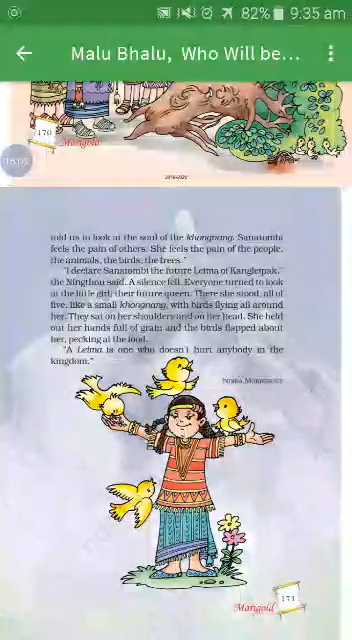 82% 9:35 am
Malu Bhalu, Who Will be...
170
Marigold
2019-2020
told us to look at the soul of the khongnang. Sanatombi
feels the pain of others. She feels the pain of the people,
the animals, the birds, the trees."
"I declare Sanatombi the future Leima of Kangleipak,"
the Ningthou said. A silence fell. Everyone turned to look
at the little girl, their future queen. There she stood, all of
five, like a small khongnang, with birds flying all around
her. They sat on her shoulders and on her head. She held
out her hands full of grain and the birds flapped about
her, pecking at the food.
"A Leima is one who doesn't hurt anybody in the
kingdom."
INDIRA MUKHERJEE
Marigold
171